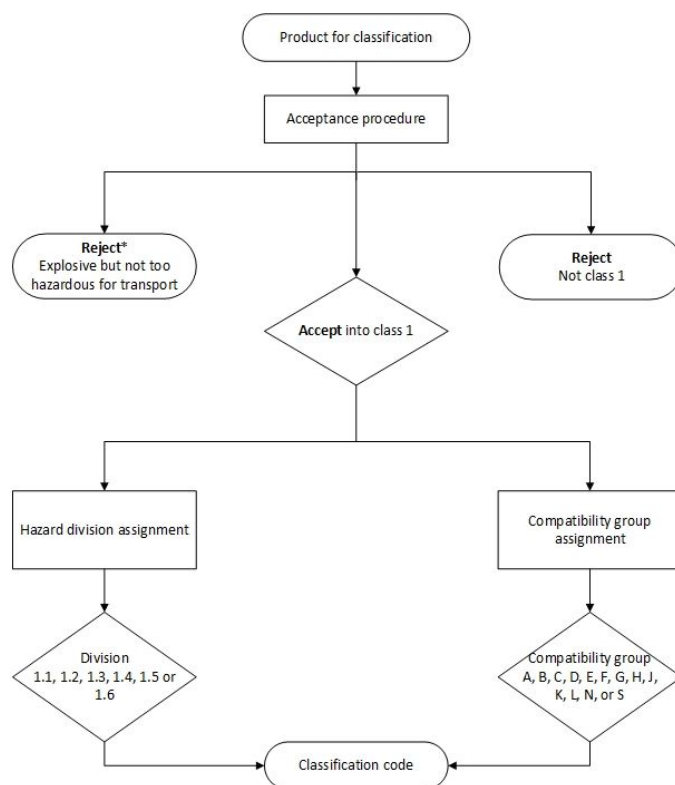 Product for classification
Acceptance procedure
Reject*
Explosive but not too
hazardous for transport
Reject
Not class 1
Accept into class 1
Hazard division assignment
Compatibility group
assignment
Division
1.1, 1.2, 1.3, 1.4, 1.5 or
1.6
Compatibility group
A, B, C, D, E, F, G, H, J,
K, L, N, or S
Classification code